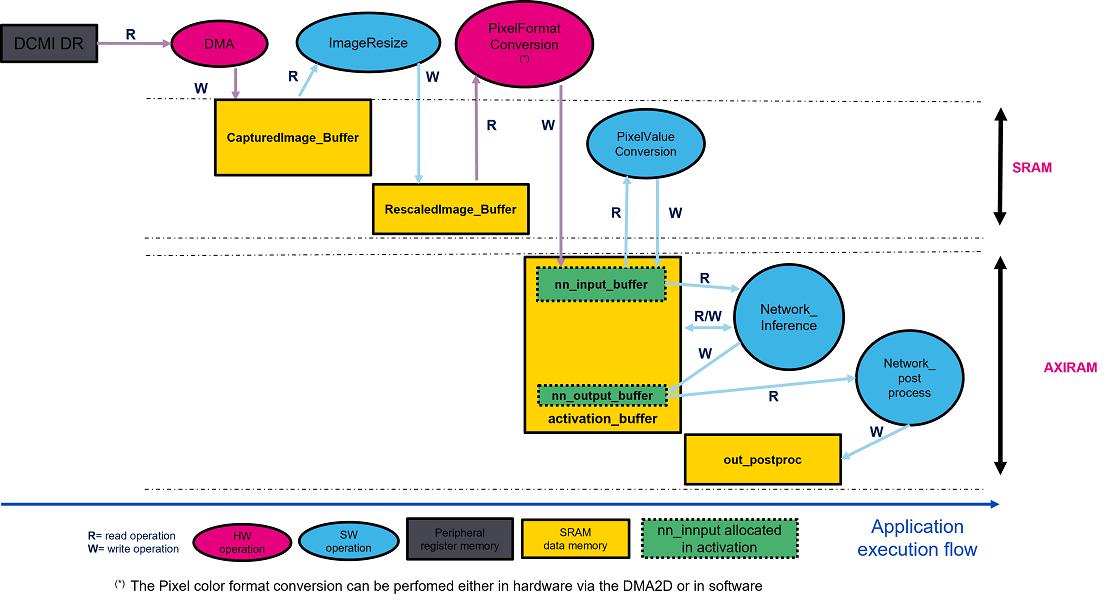 DCMI DR
R
DMA
ImageResize
PixelFormat
Conversion
(*)
W
R
W
CapturedImage_Buffer
R
W
PixelValue
Conversion
SRAM
RescaledImage_Buffer
R
W
nn_input_buffer
R
Network_
Inference
R/W
W
Network_
post
process
AXIRAM
nn_output_buffer
R
activation_buffer
W
out_postproc
R= read operation
W= write operation
HW
operation
SW
operation
Peripheral
register memory
SRAM
data memory
nn_innput allocated
in activation
Application
execution flow
(*) The Pixel color format conversion can be perfomed either in hardware via the DMA2D or in software